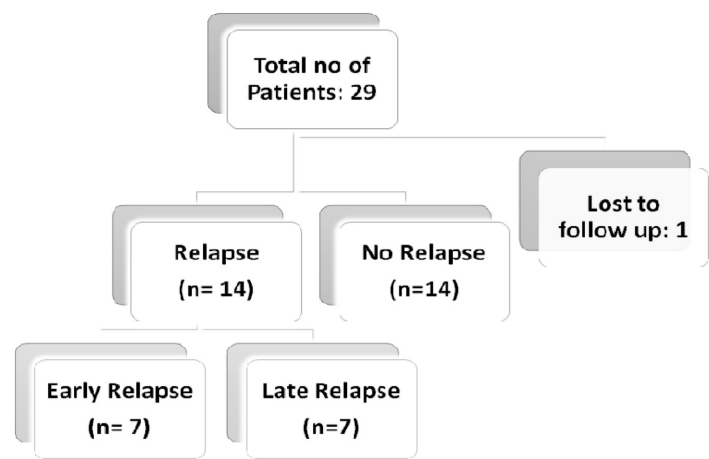 Total no of
Patients: 29
Lost to
follow up: 1
Relapse
(n= 14)
No Relapse
(n=14)
Early Relapse
(n= 7)
Late Relapse
(n=7)